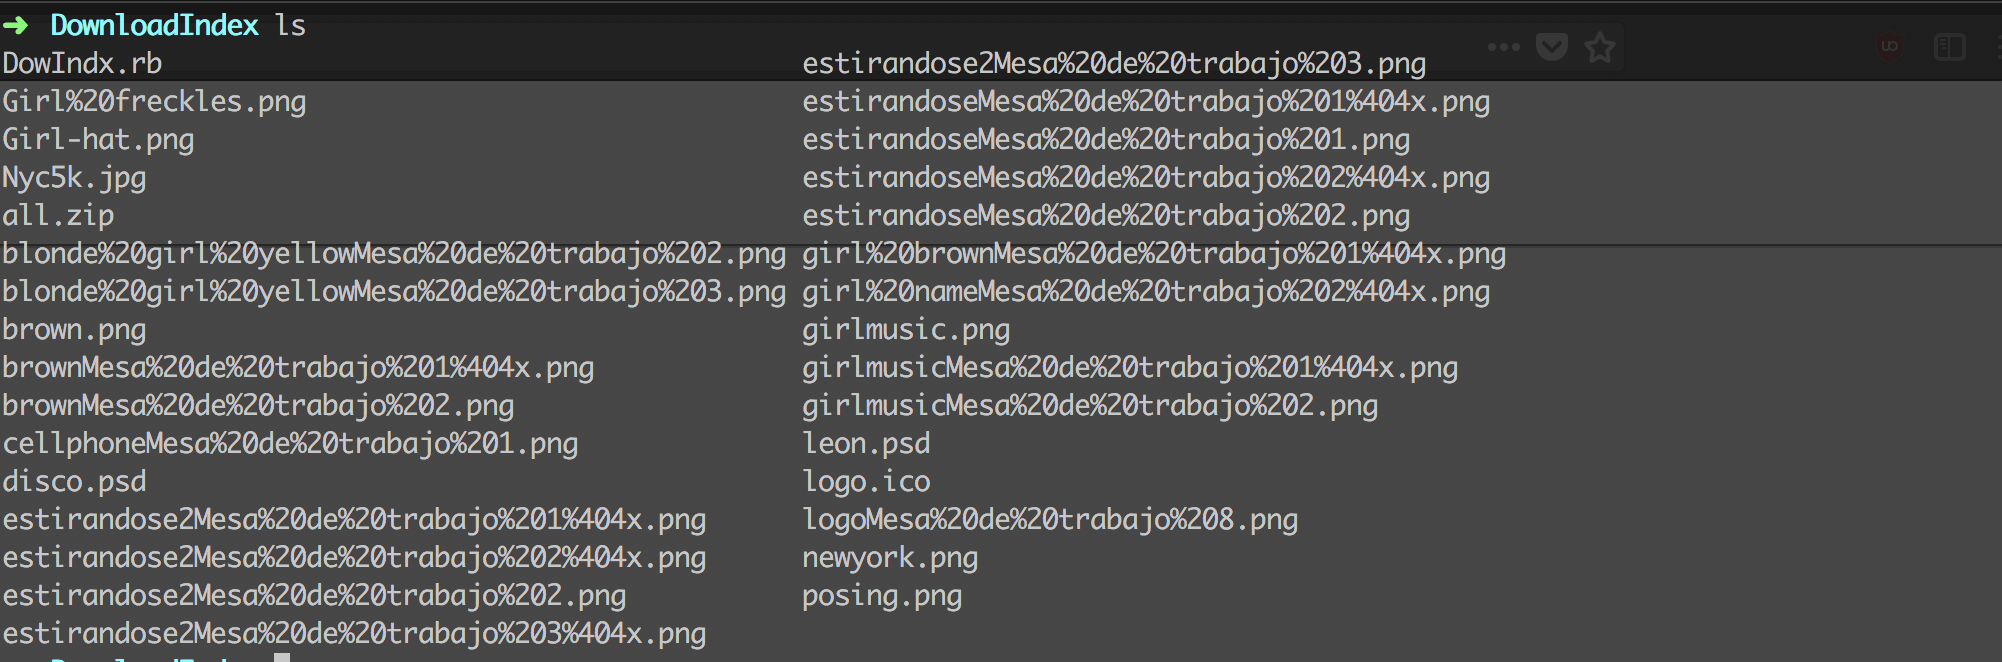 ➜ DownloadIndex ls
DowIndx.rb estirandose2Mesa%20de%20trabajo%203.png
Girl%20freckles.png estirandoseMesa%20de%20trabajo%201%404x.png
Girl-hat.png estirandoseMesa%20de%20trabajo%201.png
Nyc5k.jpg estirandoseMesa%20de%20trabajo%202%404x.png
all.zip estirandoseMesa%20de%20trabajo%202.png
blonde%20girl%20yellowMesa%20de%20trabajo%202.png girl%20brownMesa%20de%20trabajo%201%404x.png
blonde%20girl%20yellowMesa%20de%20trabajo%203.png girl%20nameMesa%20de%20trabajo%202%404x.png
brown.png girlmusic.png
brownMesa%20de%20trabajo%201%404x.png girlmusicMesa%20de%20trabajo%201%404x.png
brownMesa%20de%20trabajo%202.png girlmusicMesa%20de%20trabajo%202.png
cellphoneMesa%20de%20trabajo%201.png leon.psd
disco.psd logo.ico
estirandose2Mesa%20de%20trabajo%201%404x.png logoMesa%20de%20trabajo%208.png
estirandose2Mesa%20de%20trabajo%202%404x.png newyork.png
estirandose2Mesa%20de%20trabajo%202.png posing.png
estirandose2Mesa%20de%20trabajo%203%404x.png